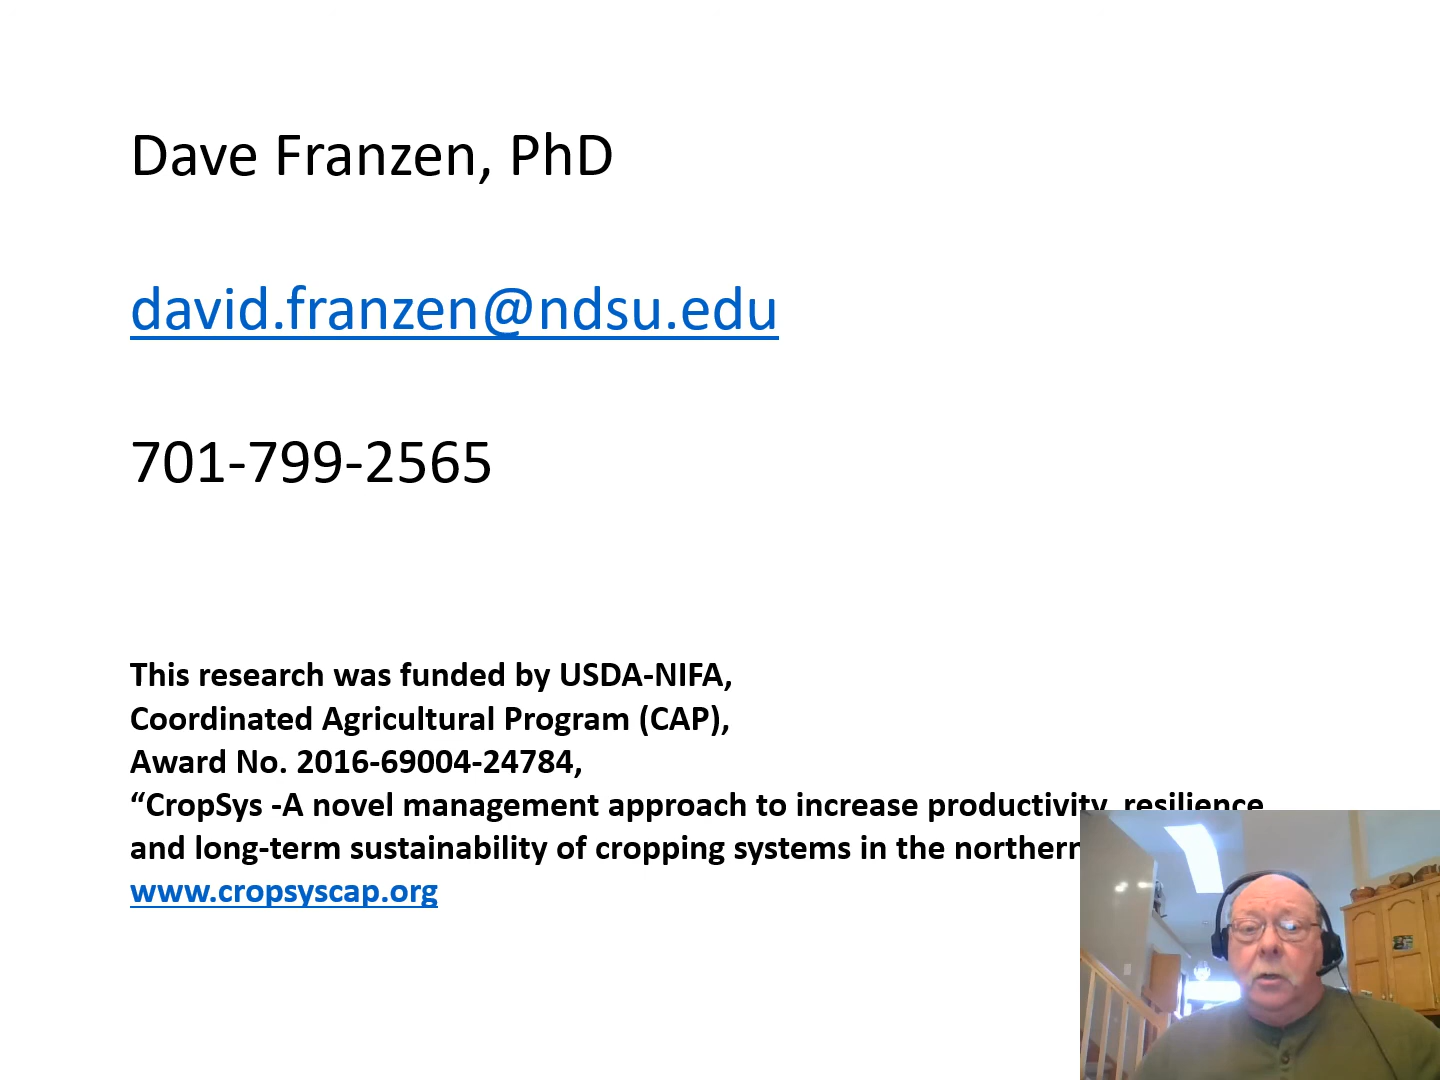 Dave Franzen, PhD
david.franzen@ndsu.edu
701-799-2565
This research was funded by USDA-NIFA,
Coordinated Agricultural Program (CAP),
Award No. 2016-69004-24784,
“CropSys -A novel management approach to increase productivity, resilience
and long-term sustainability of cropping systems in the northern
www.cropsyscap.org